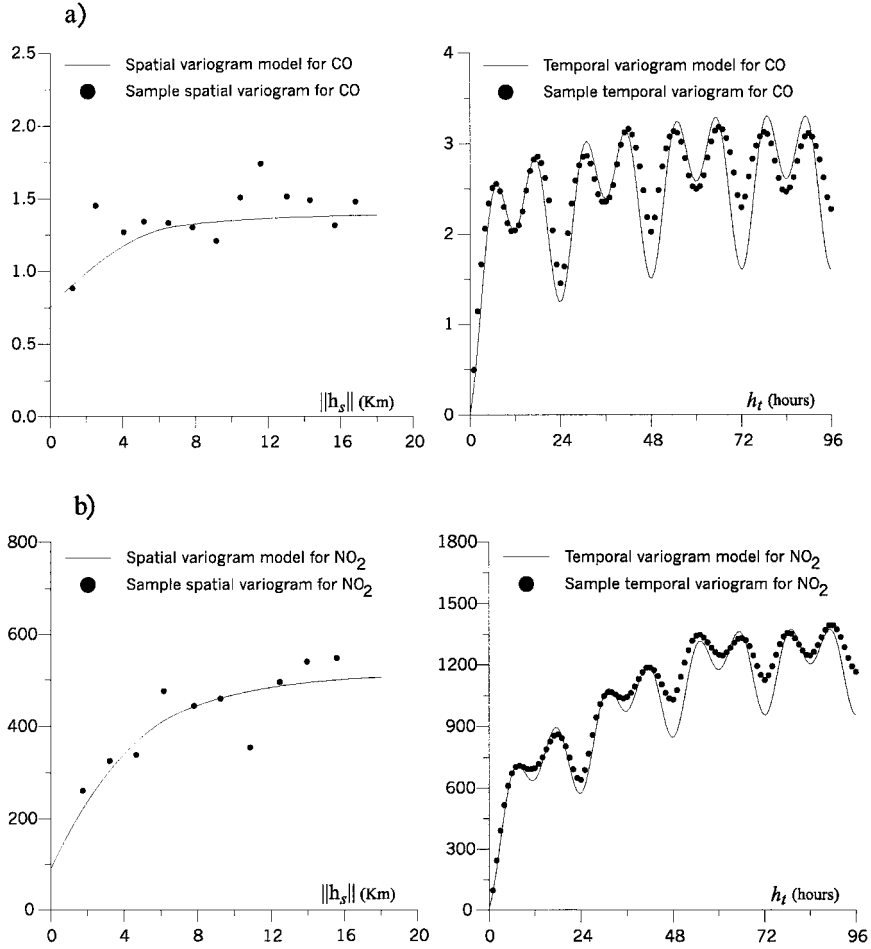 a)
Spatial variogram model for CO
Sample spatial variogram for CO
2.5
2.0
1.5
1.0
0.5
0.0
0 4 8 12 16 20
||h_s|| (Km)
Temporal variogram model for CO
Sample temporal variogram for CO
4
3
2
1
0
0 24 48 72 96
h_t (hours)
b)
Spatial variogram model for NO2
Sample spatial variogram for NO2
800
600
400
200
0
0 4 8 12 16 20
||h_s|| (Km)
Temporal variogram model for NO2
Sample temporal variogram for NO2
1800
1500
1200
900
600
300
0
0 24 48 72 96
h_t (hours)